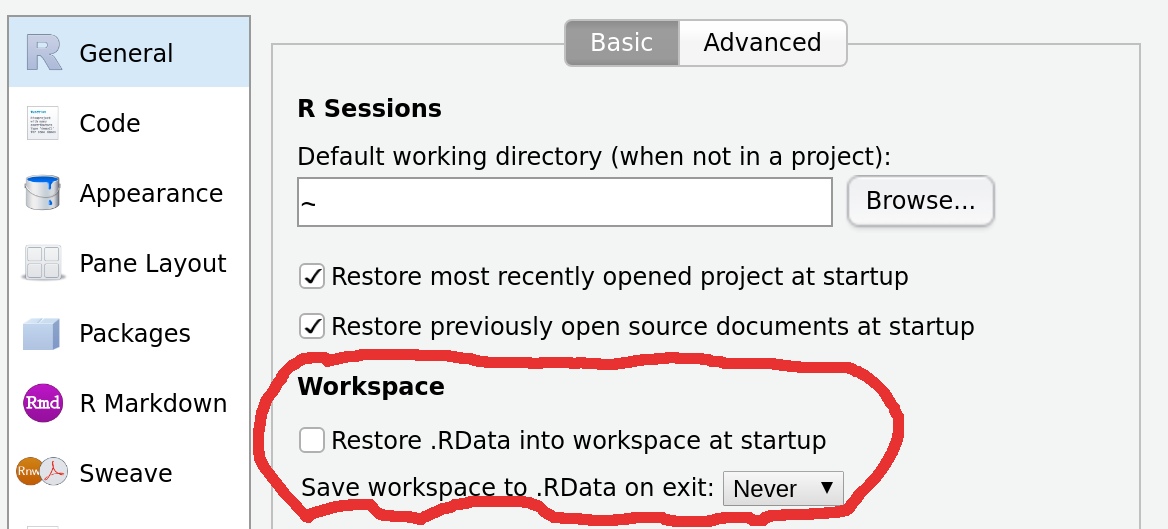 General
Code
Appearance
Pane Layout
Packages
Rmd R Markdown
Rnw Sweave
Basic Advanced
R Sessions
Default working directory (when not in a project):
~ Browse...
Restore most recently opened project at startup
Restore previously open source documents at startup
Workspace
Restore .RData into workspace at startup
Save workspace to .RData on exit: Never